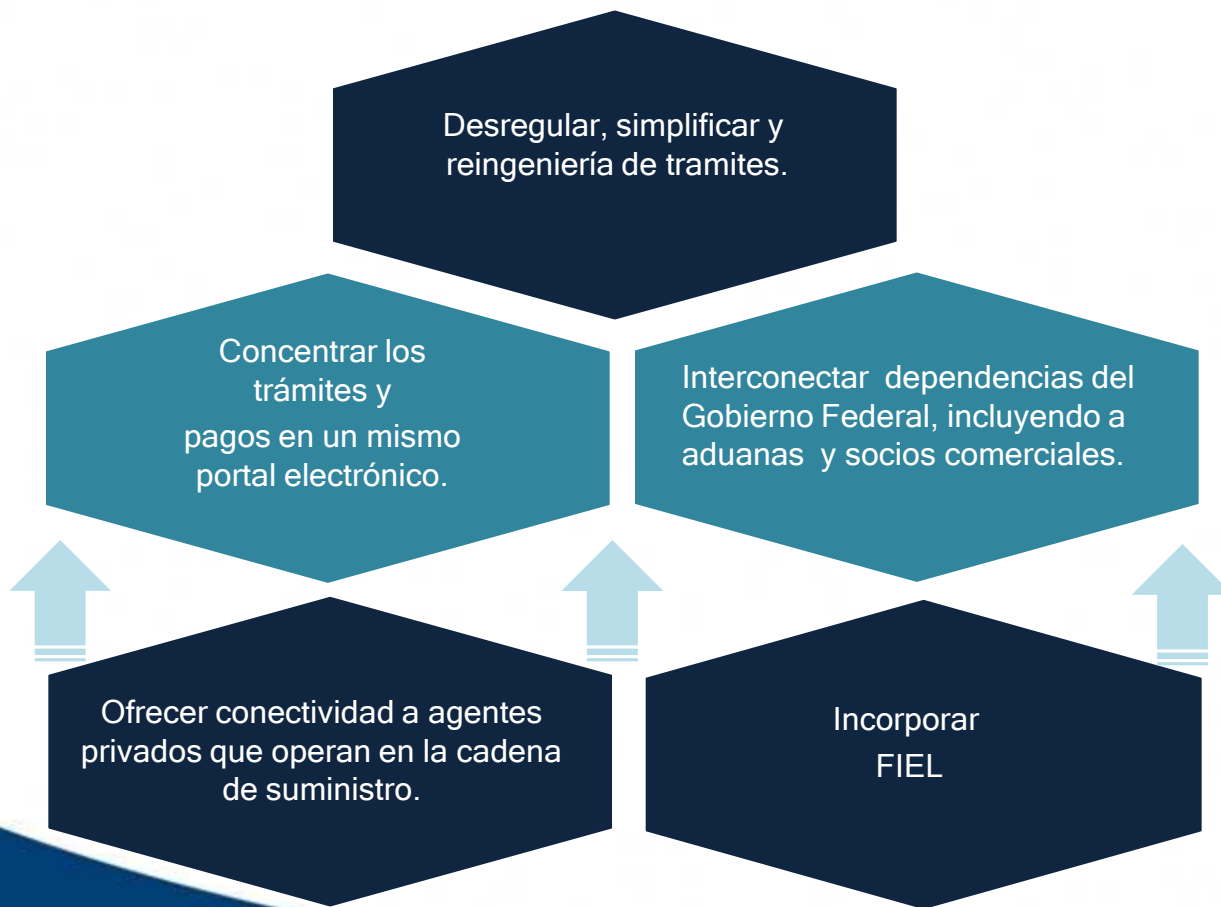 Desregular, simplificar y
reingeniería de tramites.
Concentrar los
trámites y
pagos en un mismo
portal electrónico.
Interconectar dependencias del
Gobierno Federal, incluyendo a
aduanas y socios comerciales.
Ofrecer conectividad a agentes
privados que operan en la cadena
de suministro.
Incorporar
FIEL